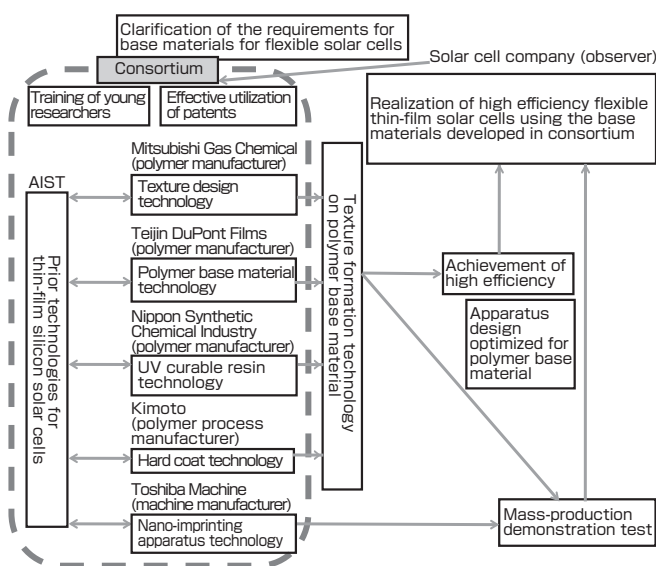 Clarification of the requirements for
base materials for flexible solar cells
Consortium
Solar cell company (observer)
Training of young
researchers
Effective utilization
of patents
Realization of high efficiency flexible
thin-film solar cells using the base
materials developed in consortium
AIST
Prior technologies for
thin-film silicon solar
cells
Mitsubishi Gas Chemical
(polymer manufacturer)
Texture design
technology
Teijin DuPont Films
(polymer manufacturer)
Polymer base material
technology
Nippon Synthetic
Chemical Industry
(polymer manufacturer)
UV curable resin
technology
Kimoto
(polymer process
manufacturer)
Hard coat technology
Toshiba Machine
(machine manufacturer)
Nano-imprinting
apparatus technology
Texture formation technology
on polymer base material
Achievement of
high efficiency
Apparatus
design
optimized for
polymer base
material
Mass-production
demonstration test